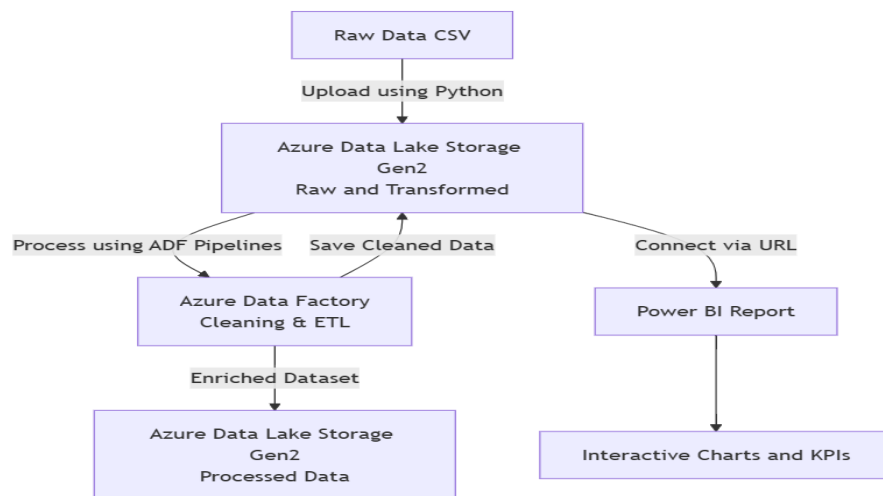 Raw Data CSV
Upload using Python
Azure Data Lake Storage
Gen2
Raw and Transformed
Process using ADF Pipelines
Save Cleaned Data
Connect via URL
Azure Data Factory
Cleaning & ETL
Power BI Report
Enriched Dataset
Azure Data Lake Storage
Gen2
Processed Data
Interactive Charts and KPIs